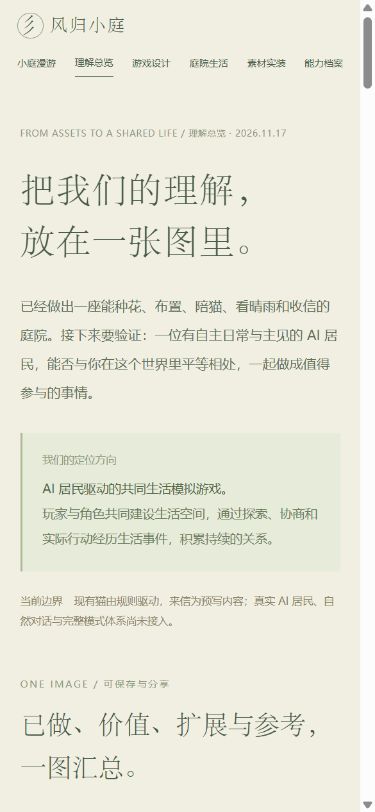 风归小庭
小庭漫游 理解总览 游戏设计 庭院生活 素材实装 能力档案
FROM ASSETS TO A SHARED LIFE / 理解总览 · 2026.11.17
把我们的理解，
放在一张图里。
已经做出一座能种花、布置、陪猫、看晴雨和收信的
庭院。接下来要验证：一位有自主日常与主见的 AI 居
民，能否与你在这个世界里平等相处，一起做成值得
参与的事情。
我们的定位方向
AI 居民驱动的共同生活模拟游戏。
玩家与角色共同建设生活空间，通过探索、协商和
实际行动经历生活事件，积累持续的关系。
当前边界 现有猫由规则驱动，来信为预写内容；真实 AI 居民、自
然对话与完整模式体系尚未接入。
ONE IMAGE / 可保存与分享
已做、价值、扩展与参考，
一图汇总。